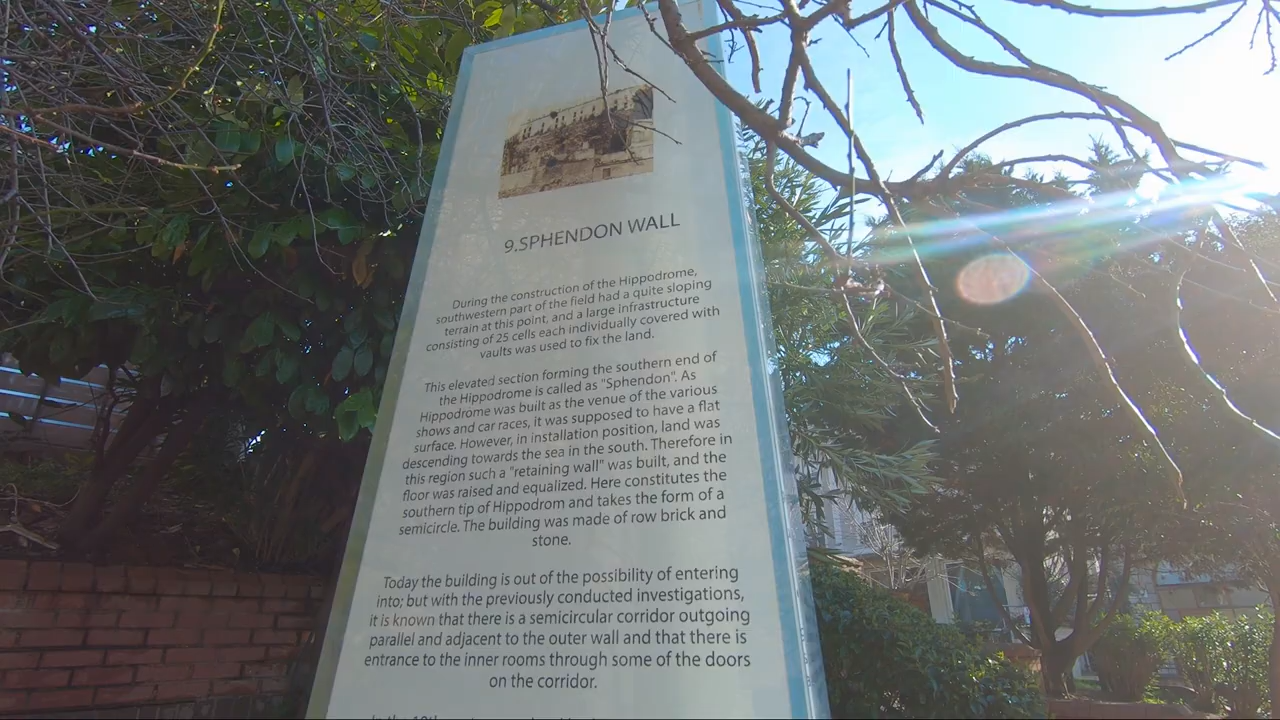 9.SPHENDON WALL
During the construction of the Hippodrome,
southwestern part of the field had a quite sloping
terrain at this point, and a large infrastructure
consisting of 25 cells each individually covered with
vaults was used to fix the land.
This elevated section forming the southern end of
the Hippodrome is called as "Sphendon". As
Hippodrome was built as the venue of the various
shows and car races, it was supposed to have a flat
surface. However, in installation position, land was
descending towards the sea in the south. Therefore in
this region such a "retaining wall" was built, and the
floor was raised and equalized. Here constitutes the
southern tip of Hippodrom and takes the form of a
semicircle. The building was made of row brick and
stone.
Today the building is out of the possibility of entering
into; but with the previously conducted investigations,
it is known that there is a semicircular corridor outgoing
parallel and adjacent to the outer wall and that there is
entrance to the inner rooms through some of the doors
on the corridor.